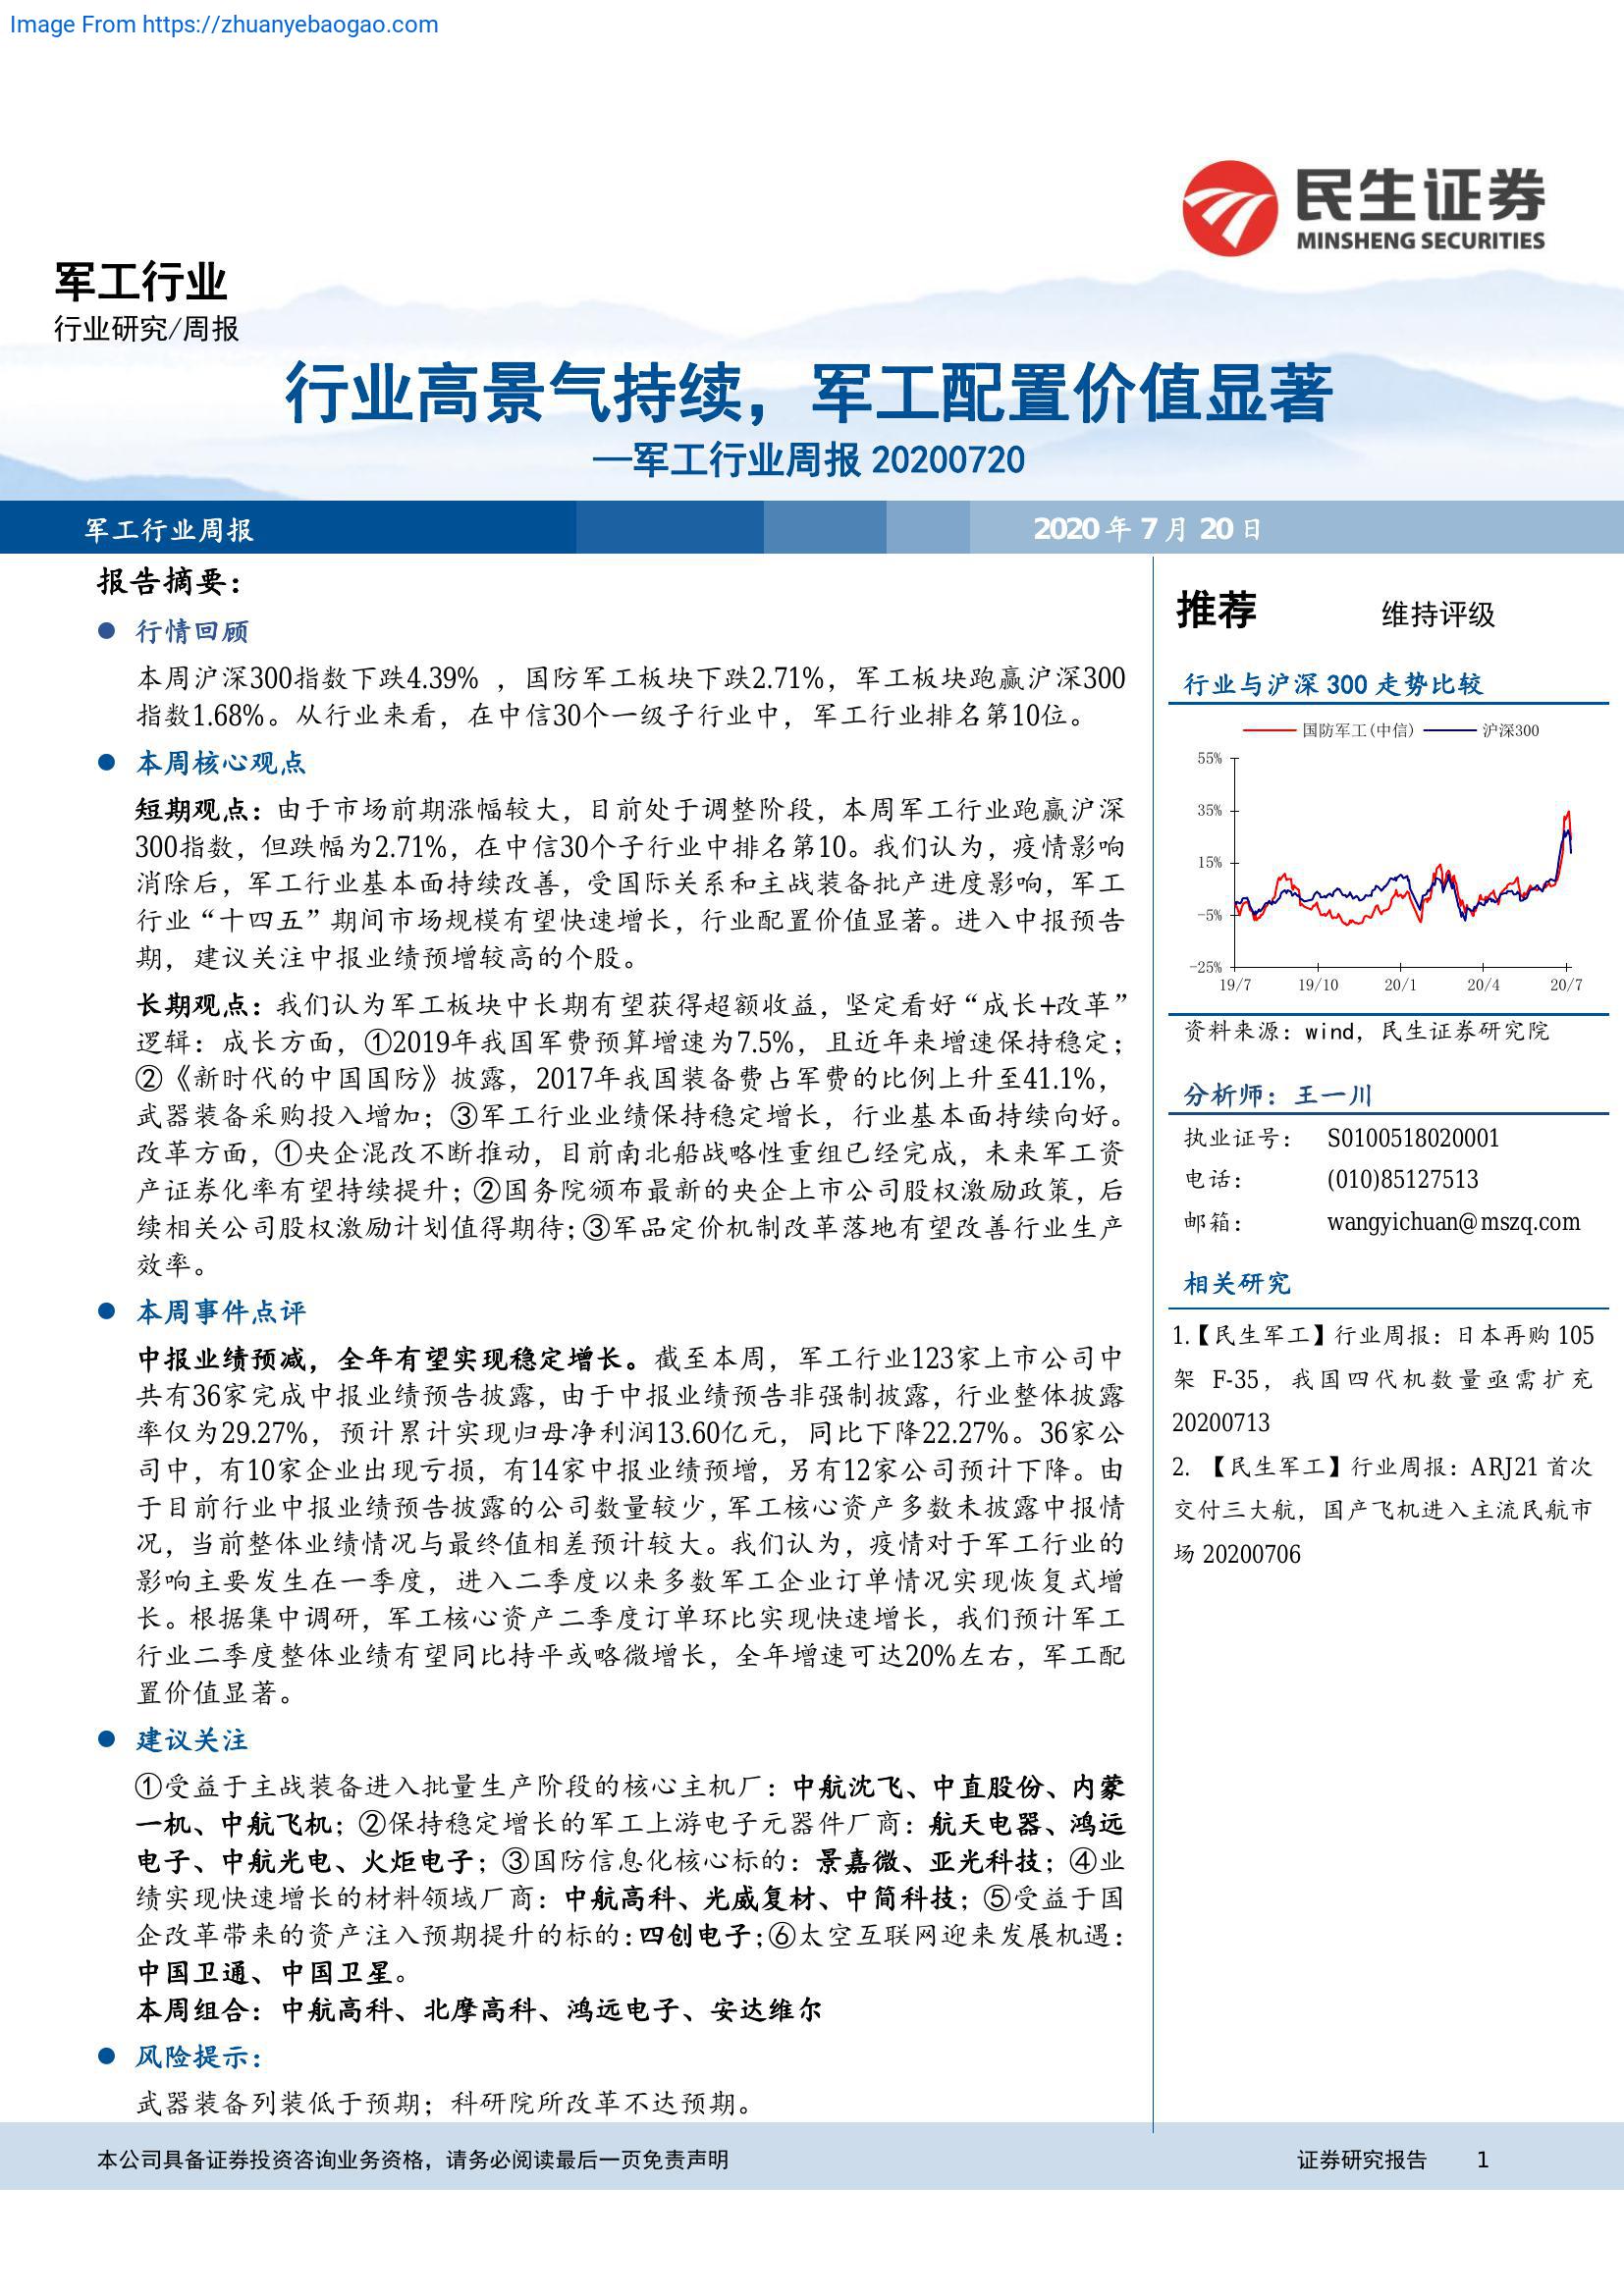 Image From https://zhuanyebaogao.com
民生证券
MINSHENG SECURITIES
军工行业
行业研究/周报
行业高景气持续，军工配置价值显著
—军工行业周报 20200720
军工行业周报
2020 年 7 月 20 日
报告摘要：
● 行情回顾
本周沪深300指数下跌4.39% ，国防军工板块下跌2.71%，军工板块跑赢沪深300
指数1.68%。从行业来看，在中信30个一级子行业中，军工行业排名第10位。
● 本周核心观点
短期观点：由于市场前期涨幅较大，目前处于调整阶段，本周军工行业跑赢沪深
300指数，但跌幅为2.71%，在中信30个子行业中排名第10。我们认为，疫情影响
消除后，军工行业基本面持续改善，受国际关系和主战装备批产进度影响，军工
行业“十四五”期间市场规模有望快速增长，行业配置价值显著。进入中报预告
期，建议关注中报业绩预增较高的个股。
长期观点：我们认为军工板块中长期有望获得超额收益，坚定看好“成长+改革”
逻辑：成长方面，①2019年我国军费预算增速为7.5%，且近年来增速保持稳定；
②《新时代的中国国防》披露，2017年我国装备费占军费的比例上升至41.1%，
武器装备采购投入增加；③军工行业业绩保持稳定增长，行业基本面持续向好。
改革方面，①央企混改不断推动，目前南北船战略性重组已经完成，未来军工资
产证券化率有望持续提升；②国务院颁布最新的央企上市公司股权激励政策，后
续相关公司股权激励计划值得期待；③军品定价机制改革落地有望改善行业生产
效率。
● 本周事件点评
中报业绩预减，全年有望实现稳定增长。截至本周，军工行业123家上市公司中
共有36家完成中报业绩预告披露，由于中报业绩预告非强制披露，行业整体披露
率仅为29.27%，预计累计实现归母净利润13.60亿元，同比下降22.27%。36家公
司中，有10家企业出现亏损，有14家中报业绩预增，另有12家公司预计下降。由
于目前行业中报业绩预告披露的公司数量较少，军工核心资产多数未披露中报情
况，当前整体业绩情况与最终值相差预计较大。我们认为，疫情对于军工行业的
影响主要发生在一季度，进入二季度以来多数军工企业订单情况实现恢复式增
长。根据集中调研，军工核心资产二季度订单环比实现快速增长，我们预计军工
行业二季度整体业绩有望同比持平或略微增长，全年增速可达20%左右，军工配
置价值显著。
● 建议关注
①受益于主战装备进入批量生产阶段的核心主机厂：中航沈飞、中直股份、内蒙
一机、中航飞机；②保持稳定增长的军工上游电子元器件厂商：航天电器、鸿远
电子、中航光电、火炬电子；③国防信息化核心标的：景嘉微、亚光科技；④业
绩实现快速增长的材料领域厂商：中航高科、光威复材、中简科技；⑤受益于国
企改革带来的资产注入预期提升的标的：四创电子；⑥太空互联网迎来发展机遇：
中国卫通、中国卫星。
本周组合：中航高科、北摩高科、鸿远电子、安达维尔
● 风险提示：
武器装备列装低于预期；科研院所改革不达预期。
推荐 维持评级
行业与沪深 300 走势比较
国防军工(中信) 沪深300
55%
35%
15%
-5%
-25%
19/7 19/10 20/1 20/4 20/7
资料来源：wind，民生证券研究院
分析师：王一川
执业证号： S0100518020001
电话： (010)85127513
邮箱： wangyichuan@mszq.com
相关研究
1.【民生军工】行业周报：日本再购 105
架 F-35，我国四代机数量亟需扩充
20200713
2. 【民生军工】行业周报：ARJ21 首次
交付三大航，国产飞机进入主流民航市
场 20200706
本公司具备证券投资咨询业务资格，请务必阅读最后一页免责声明
证券研究报告 1